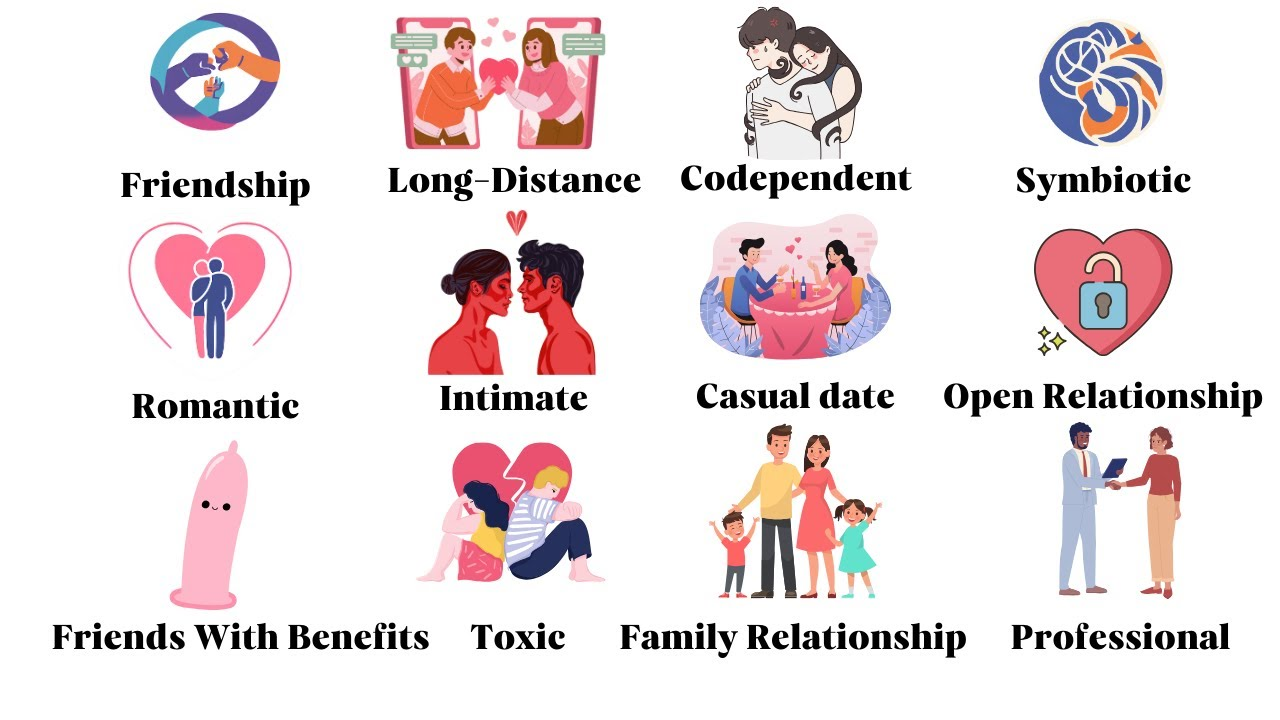 Friendship
Long-Distance
Codependent
Symbiotic
Romantic
Intimate
Casual date
Open Relationship
Friends With Benefits
Toxic
Family Relationship
Professional